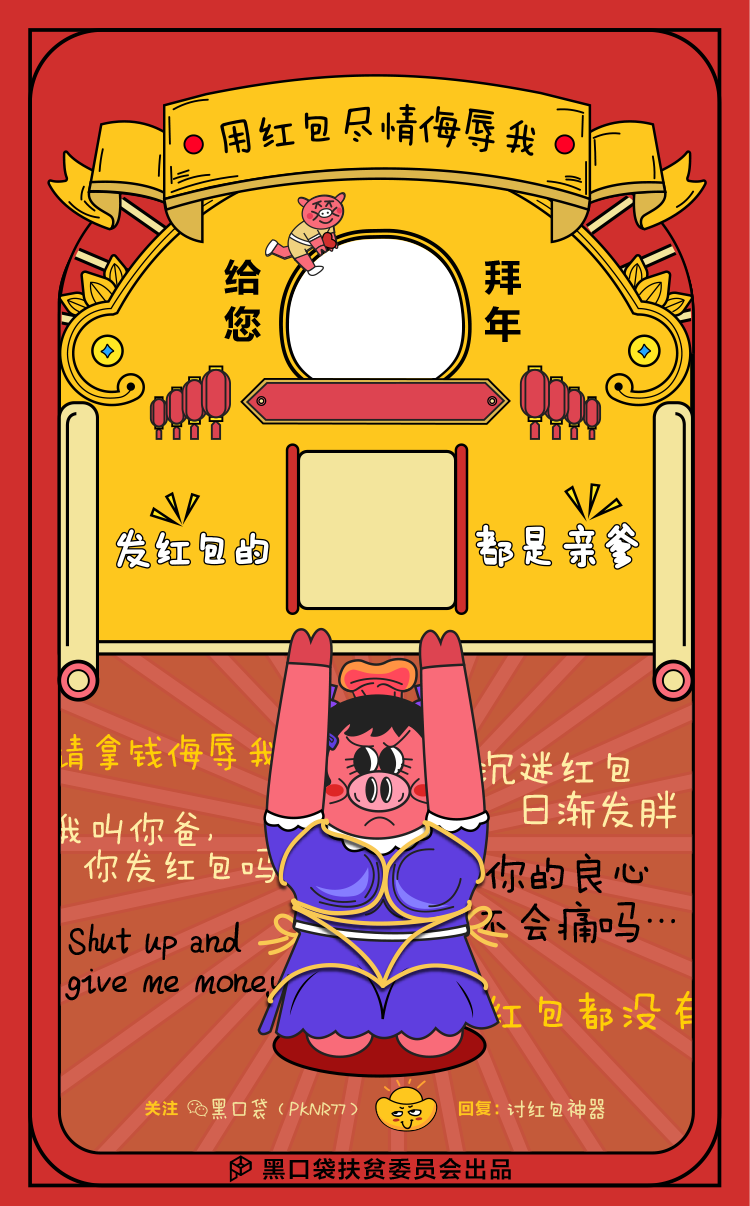 用红包尽情侮辱我
给您
拜年
发红包的
都是亲爹
请拿钱侮辱我
沉迷红包
日渐发胖
我叫你爸，
你发红包吗
你的良心
不会痛吗…
Shut up and
give me money
红包都没有
关注 黑口袋（PKNR77） 回复：讨红包神器
黑口袋扶贫委员会出品